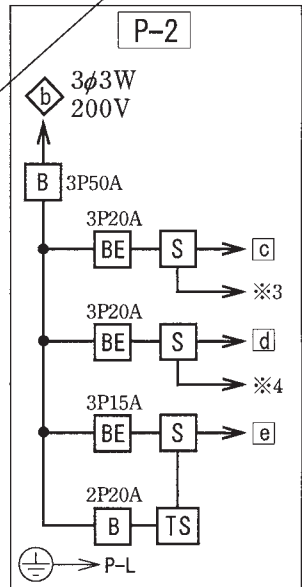 P-2
b 3φ3W
200V
B 3P50A
3P20A
BE S c
※3
3P20A
BE S d
※4
3P15A
BE S e
2P20A
B TS
P-L